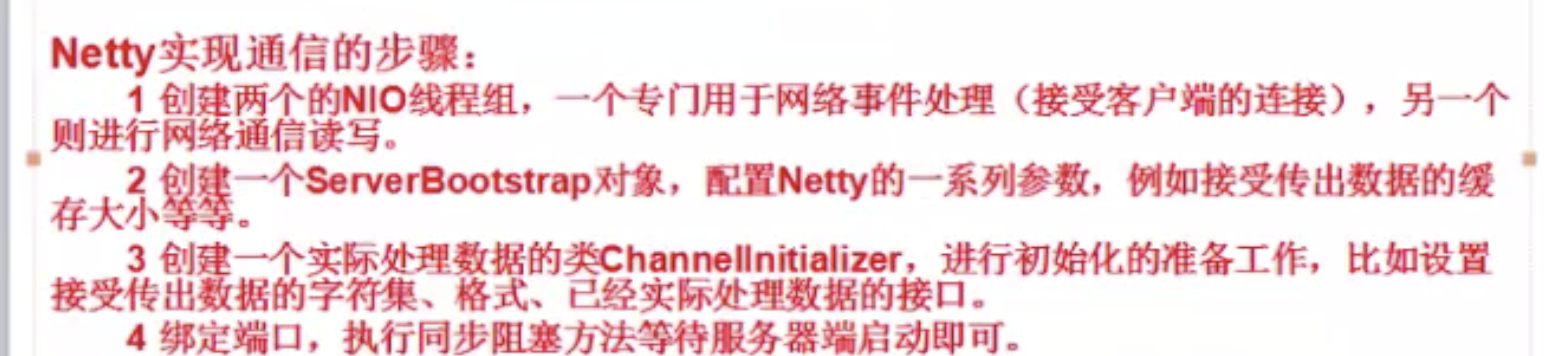 Netty实现通信的步骤：
1 创建两个的NIO线程组，一个专门用于网络事件处理（接受客户端的连接），另一个
则进行网络通信读写。
2 创建一个ServerBootstrap对象，配置Netty的一系列参数，例如接受传出数据的缓
存大小等等。
3 创建一个实际处理数据的类ChannelInitializer，进行初始化的准备工作，比如设置
接受传出数据的字符集、格式、已经实际处理数据的接口。
4 绑定端口，执行同步阻塞方法等待服务器端启动即可。